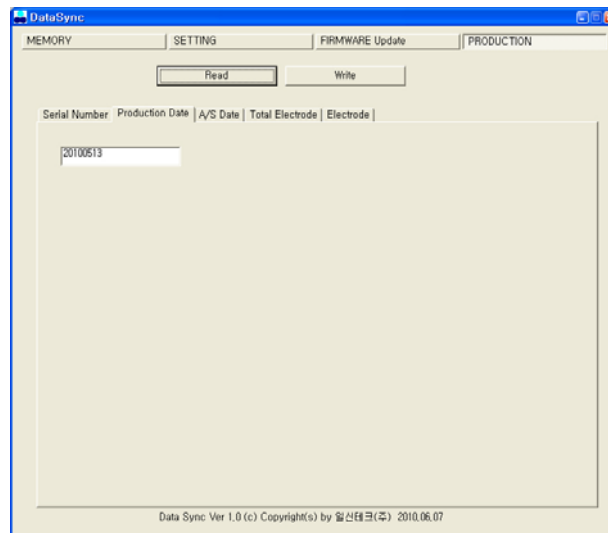 DataSync
MEMORY SETTING FIRMWARE Update PRODUCTION
Read Write
Serial Number Production Date A/S Date Total Electrode Electrode
20100513
Data Sync Ver 1.0 (c) Copyright(s) by 일신테크(주) 2010.06.07